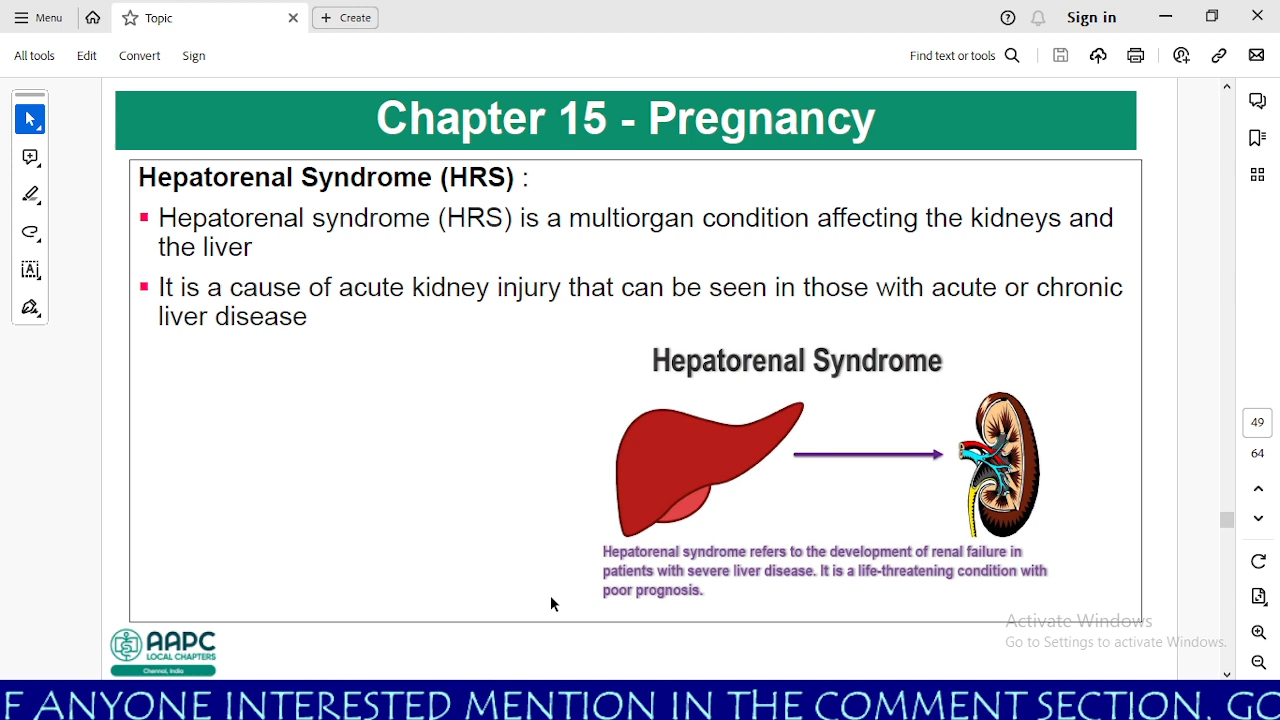 Menu
Topic
Create
Sign in
All tools
Edit
Convert
Sign
Find text or tools
Chapter 15 - Pregnancy
Hepatorenal Syndrome (HRS) :
Hepatorenal syndrome (HRS) is a multiorgan condition affecting the kidneys and
the liver
It is a cause of acute kidney injury that can be seen in those with acute or chronic
liver disease
Hepatorenal Syndrome
Hepatorenal syndrome refers to the development of renal failure in
patients with severe liver disease. It is a life-threatening condition with
poor prognosis.
49
64
Activate Windows
Go to Settings to activate Windows.
AAPC
LOCAL CHAPTERS
Chennai, India
F ANYONE INTERESTED MENTION IN THE COMMENT SECTION. GO